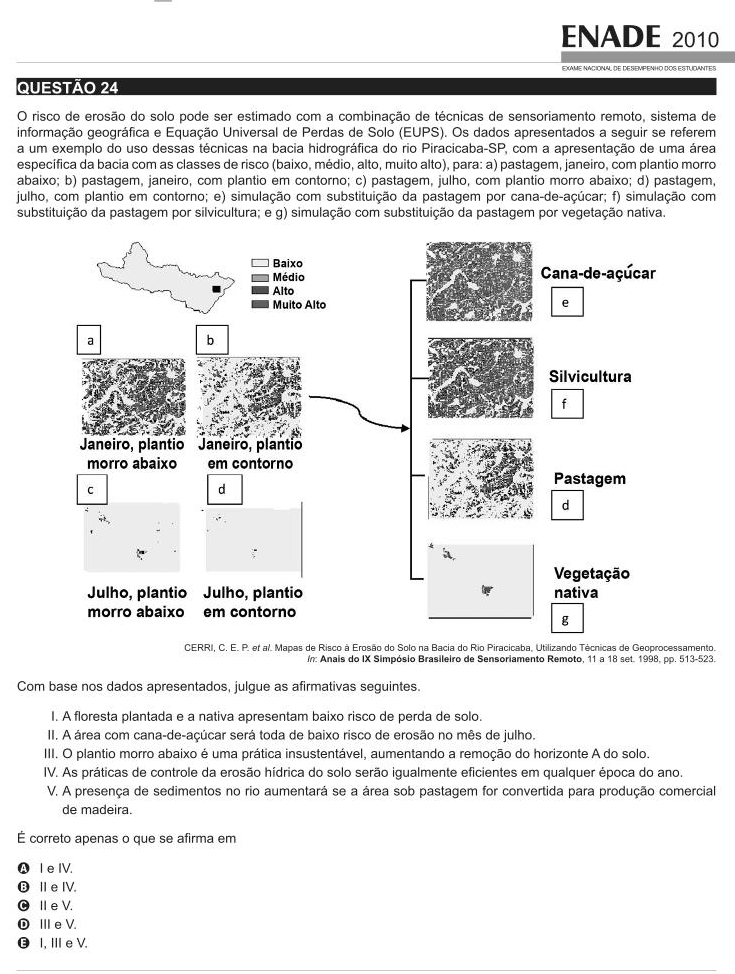 ENADE 2010
EXAME NACIONAL DE DESEMPENHO DOS ESTUDANTES
QUESTÃO 24
O risco de erosão do solo pode ser estimado com a combinação de técnicas de sensoriamento remoto, sistema de
informação geográfica e Equação Universal de Perdas de Solo (EUPS). Os dados apresentados a seguir se referem
a um exemplo do uso dessas técnicas na bacia hidrográfica do rio Piracicaba-SP, com a apresentação de uma área
específica da bacia com as classes de risco (baixo, médio, alto, muito alto), para: a) pastagem, janeiro, com plantio morro
abaixo; b) pastagem, janeiro, com plantio em contorno; c) pastagem, julho, com plantio morro abaixo; d) pastagem,
julho, com plantio em contorno; e) simulação com substituição da pastagem por cana-de-açúcar; f) simulação com
substituição da pastagem por silvicultura; e g) simulação com substituição da pastagem por vegetação nativa.
Baixo
Médio
Alto
Muito Alto
a
b
Janeiro, plantio
morro abaixo
Janeiro, plantio
em contorno
c
d
Julho, plantio
morro abaixo
Julho, plantio
em contorno
Cana-de-açúcar
e
Silvicultura
f
Pastagem
d
Vegetação
nativa
g
CERRI, C. E. P. et al. Mapas de Risco à Erosão do Solo na Bacia do Rio Piracicaba, Utilizando Técnicas de Geoprocessamento.
In: Anais do IX Simpósio Brasileiro de Sensoriamento Remoto, 11 a 18 set. 1998, pp. 513-523.
Com base nos dados apresentados, julgue as afirmativas seguintes.
I. A floresta plantada e a nativa apresentam baixo risco de perda de solo.
II. A área com cana-de-açúcar será toda de baixo risco de erosão no mês de julho.
III. O plantio morro abaixo é uma prática insustentável, aumentando a remoção do horizonte A do solo.
IV. As práticas de controle da erosão hídrica do solo serão igualmente eficientes em qualquer época do ano.
V. A presença de sedimentos no rio aumentará se a área sob pastagem for convertida para produção comercial
de madeira.
É correto apenas o que se afirma em
A I e IV.
B II e IV.
C II e V.
D III e V.
E I, III e V.